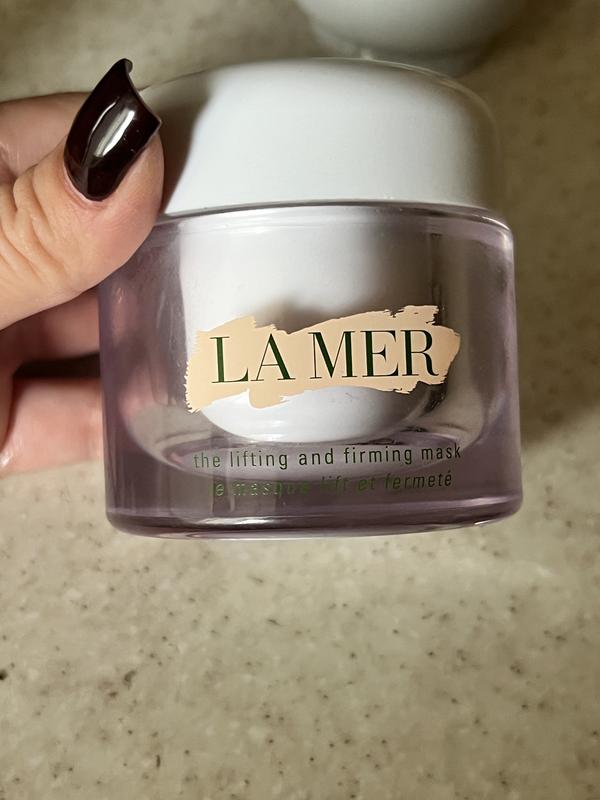 LA MER
the lifting and firming mask
le masque lift et fermeté